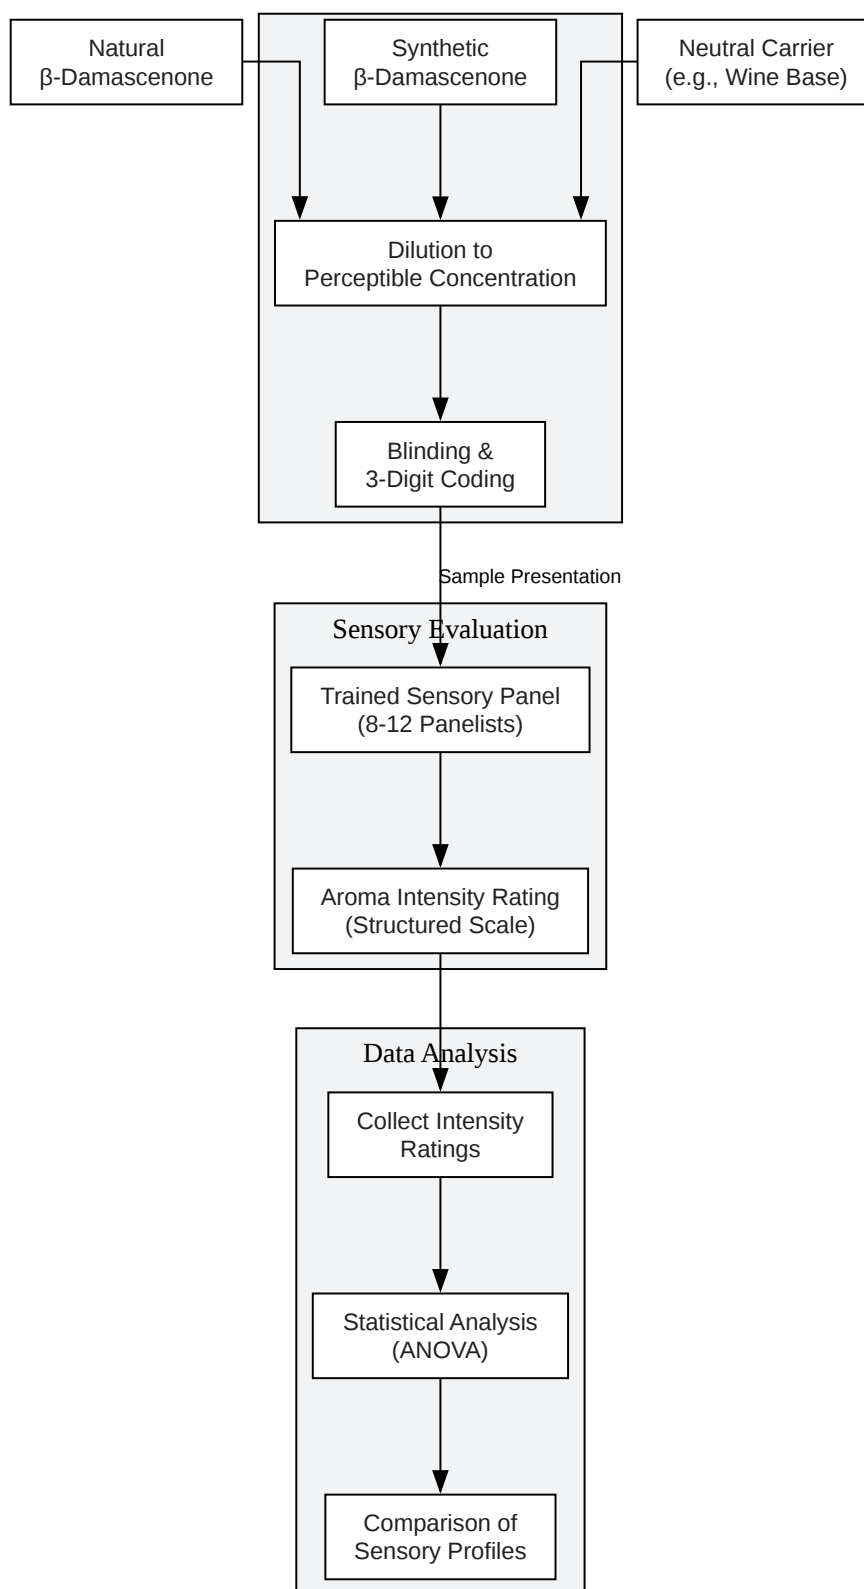 Natural
β-Damascenone
Synthetic
β-Damascenone
Neutral Carrier
(e.g., Wine Base)
Dilution to
Perceptible Concentration
Blinding &
3-Digit Coding
Sample Presentation
Sensory Evaluation
Trained Sensory Panel
(8-12 Panelists)
Aroma Intensity Rating
(Structured Scale)
Data Analysis
Collect Intensity
Ratings
Statistical Analysis
(ANOVA)
Comparison of
Sensory Profiles